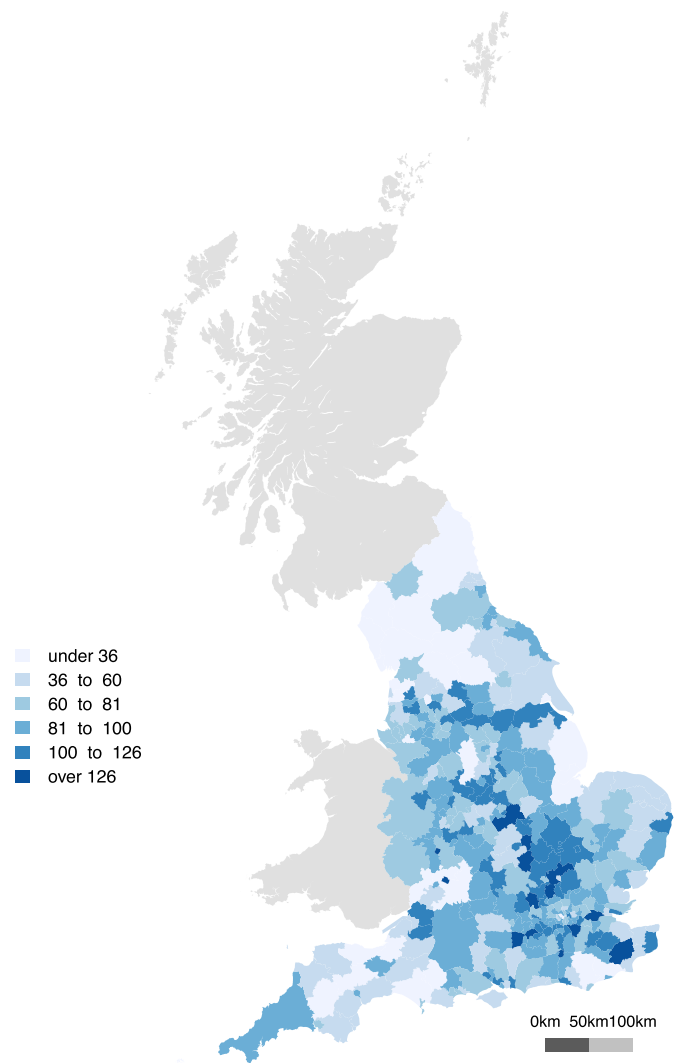 under 36
36 to 60
60 to 81
81 to 100
100 to 126
over 126
0km 50km100km